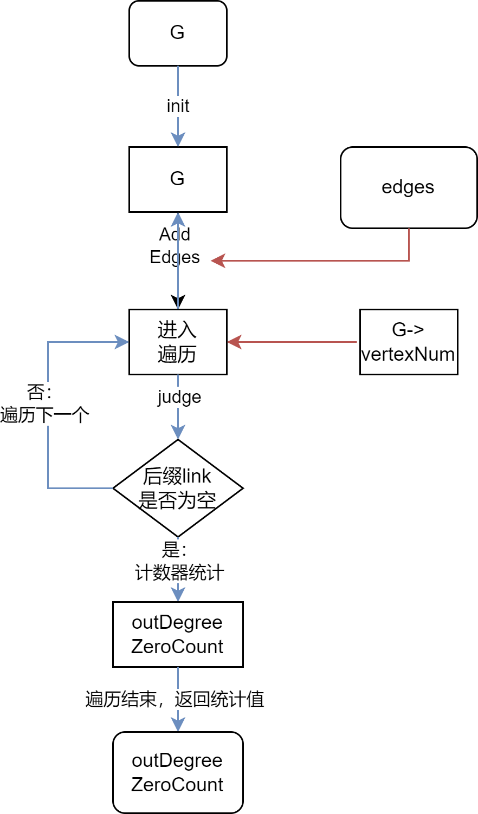 G
init
G
edges
Add
Edges
进入
遍历
G->
vertexNum
否：
遍历下一个
judge
后缀link
是否为空
是：
计数器统计
outDegree
ZeroCount
遍历结束，返回统计值
outDegree
ZeroCount